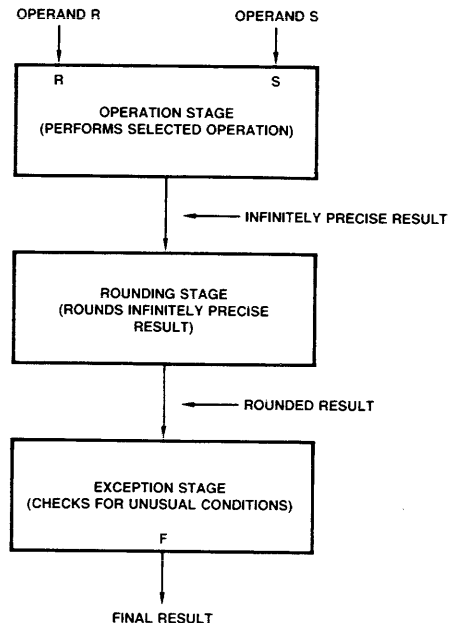 OPERAND R
OPERAND S
R
S
OPERATION STAGE
(PERFORMS SELECTED OPERATION)
INFINITELY PRECISE RESULT
ROUNDING STAGE
(ROUNDS INFINITELY PRECISE
RESULT)
ROUNDED RESULT
EXCEPTION STAGE
(CHECKS FOR UNUSUAL CONDITIONS)
F
FINAL RESULT